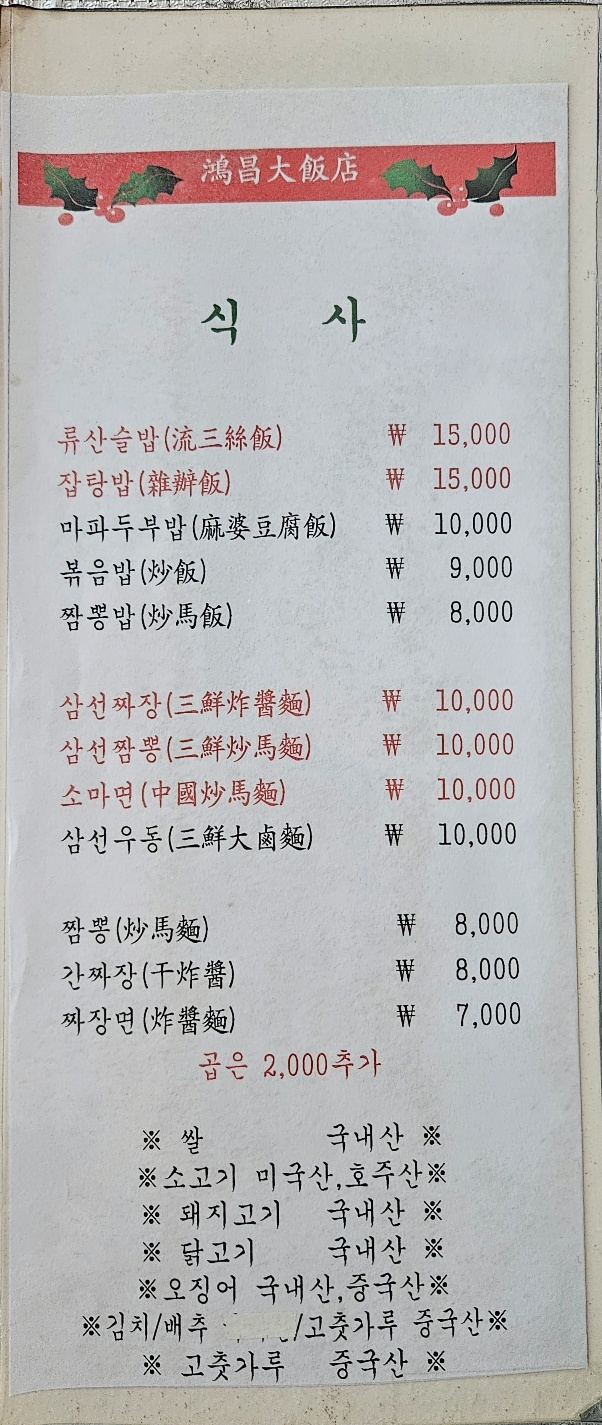 鴻昌大飯店
식 사
류산슬밥(流三絲飯) ₩ 15,000
잡탕밥(雜辦飯) ₩ 15,000
마파두부밥(麻婆豆腐飯) ₩ 10,000
볶음밥(炒飯) ₩ 9,000
짬뽕밥(炒馬飯) ₩ 8,000
삼선짜장(三鮮炸醬麵) ₩ 10,000
삼선짬뽕(三鮮炒馬麵) ₩ 10,000
소마면(中國炒馬麵) ₩ 10,000
삼선우동(三鮮大鹵麵) ₩ 10,000
짬뽕(炒馬麵) ₩ 8,000
간짜장(干炸醬) ₩ 8,000
짜장면(炸醬麵) ₩ 7,000
곱은 2,000추가
※ 쌀 국내산 ※
※소고기 미국산,호주산※
※ 돼지고기 국내산 ※
※ 닭고기 국내산 ※
※오징어 국내산,중국산※
※김치/배추 /고춧가루 중국산※
※ 고춧가루 중국산 ※